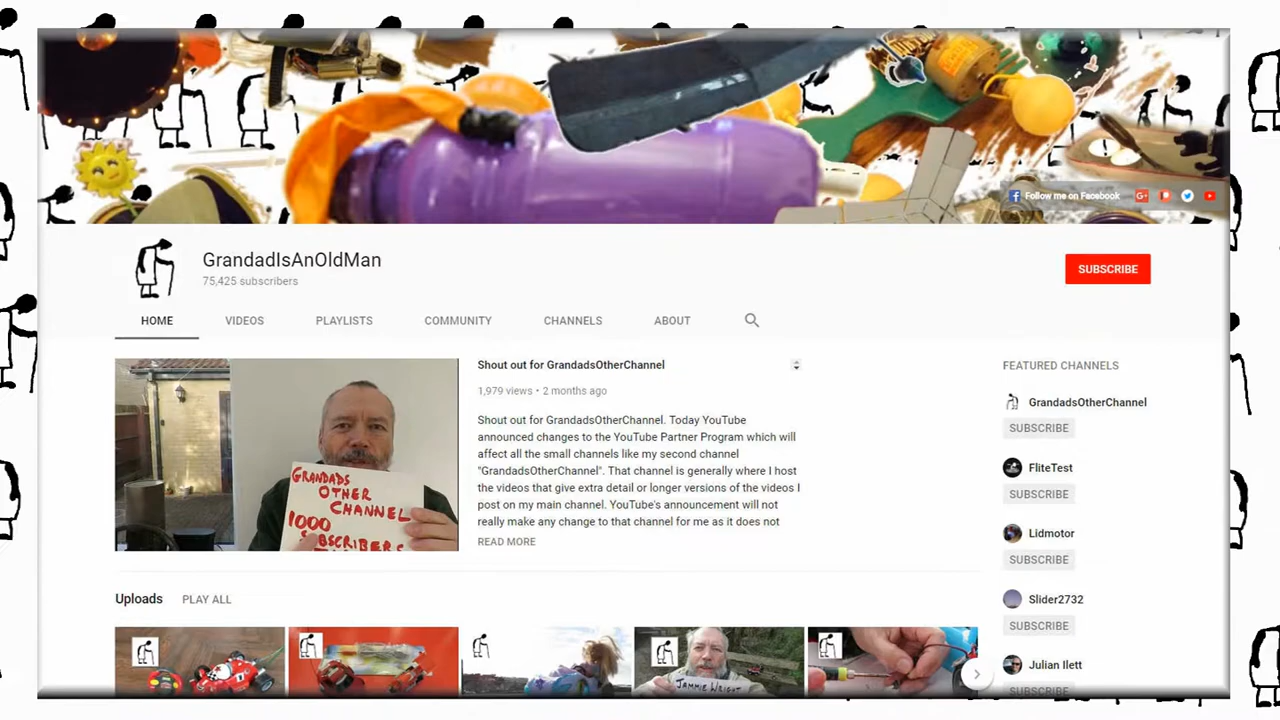 Follow me on Facebook
GrandadIsAnOldMan
75,425 subscribers
SUBSCRIBE
HOME
VIDEOS
PLAYLISTS
COMMUNITY
CHANNELS
ABOUT
GRANDADS
OTHER
CHANNEL
1000
SUBSCRIBERS
Shout out for GrandadsOtherChannel
1,979 views • 2 months ago
Shout out for GrandadsOtherChannel. Today YouTube
announced changes to the YouTube Partner Program which will
affect all the small channels like my second channel
"GrandadsOtherChannel". That channel is generally where I host
the videos that give extra detail or longer versions of the videos I
post on my main channel. YouTube's announcement will not
really make any change to that channel for me as it does not
READ MORE
FEATURED CHANNELS
GrandadsOtherChannel
SUBSCRIBE
FliteTest
SUBSCRIBE
Lidmotor
SUBSCRIBE
Slider2732
SUBSCRIBE
Julian Ilett
SUBSCRIBE
Uploads PLAY ALL
JAMMIE WRIGHT